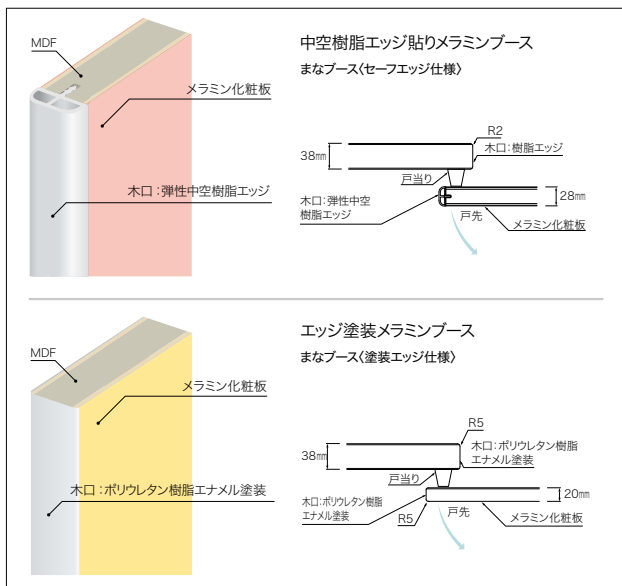 中空樹脂エッジ貼りメラミンブース
まなブース〈セーフエッジ仕様〉
MDF
メラミン化粧板
木口：弾性中空樹脂エッジ
R2
38㎜
木口：樹脂エッジ
戸当り
木口：弾性中空
樹脂エッジ
28㎜
戸先
メラミン化粧板
エッジ塗装メラミンブース
まなブース〈塗装エッジ仕様〉
MDF
メラミン化粧板
木口：ポリウレタン樹脂エナメル塗装
R5
38㎜
木口：ポリウレタン樹脂
エナメル塗装
戸当り
木口：ポリウレタン樹脂
エナメル塗装
20㎜
R5
戸先
メラミン化粧板